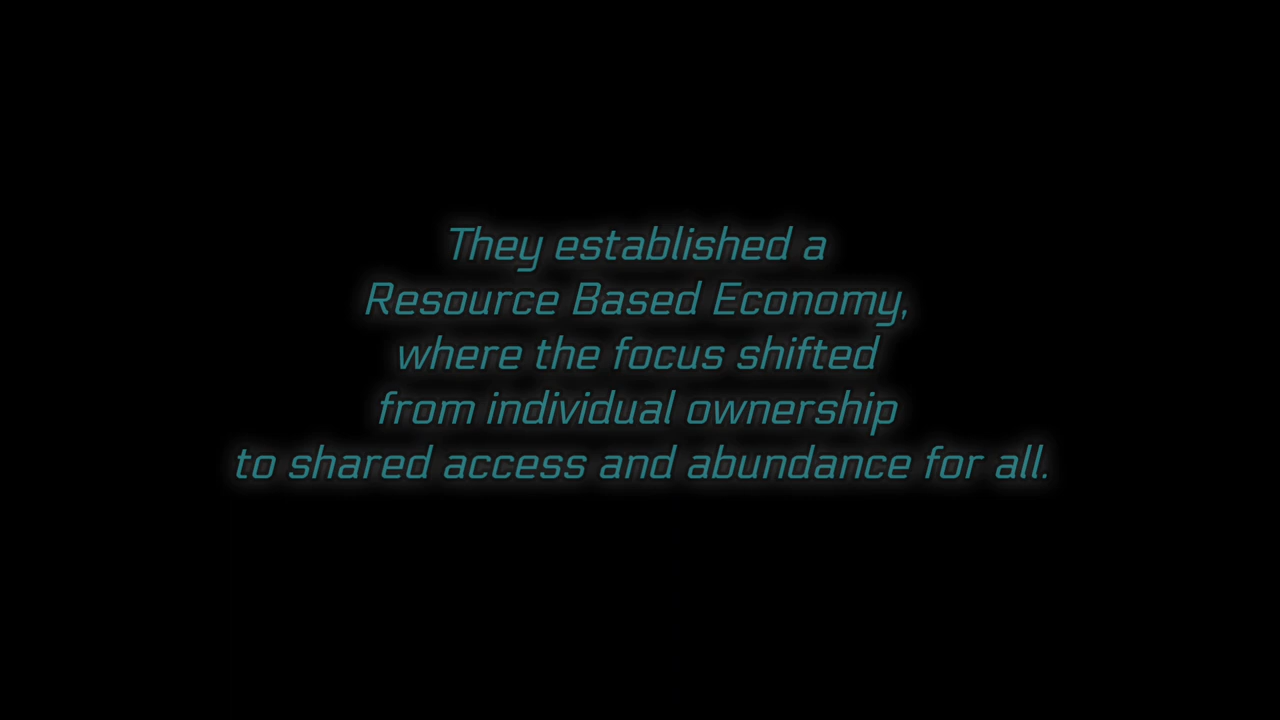 They established a
Resource Based Economy,
where the focus shifted
from individual ownership
to shared access and abundance for all.